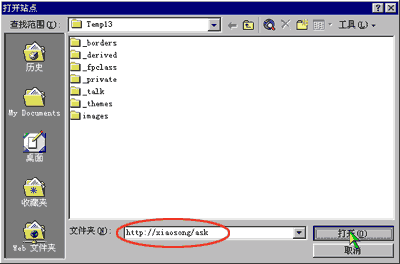 打开站点
查找范围(I):
Temp13
工具(L)
历史
My Documents
桌面
收藏夹
Web 文件夹
_borders
_derived
_fpclass
_private
_talk
_themes
images
文件夹(N):
http://xiaosong/ask
打开(O)
取消